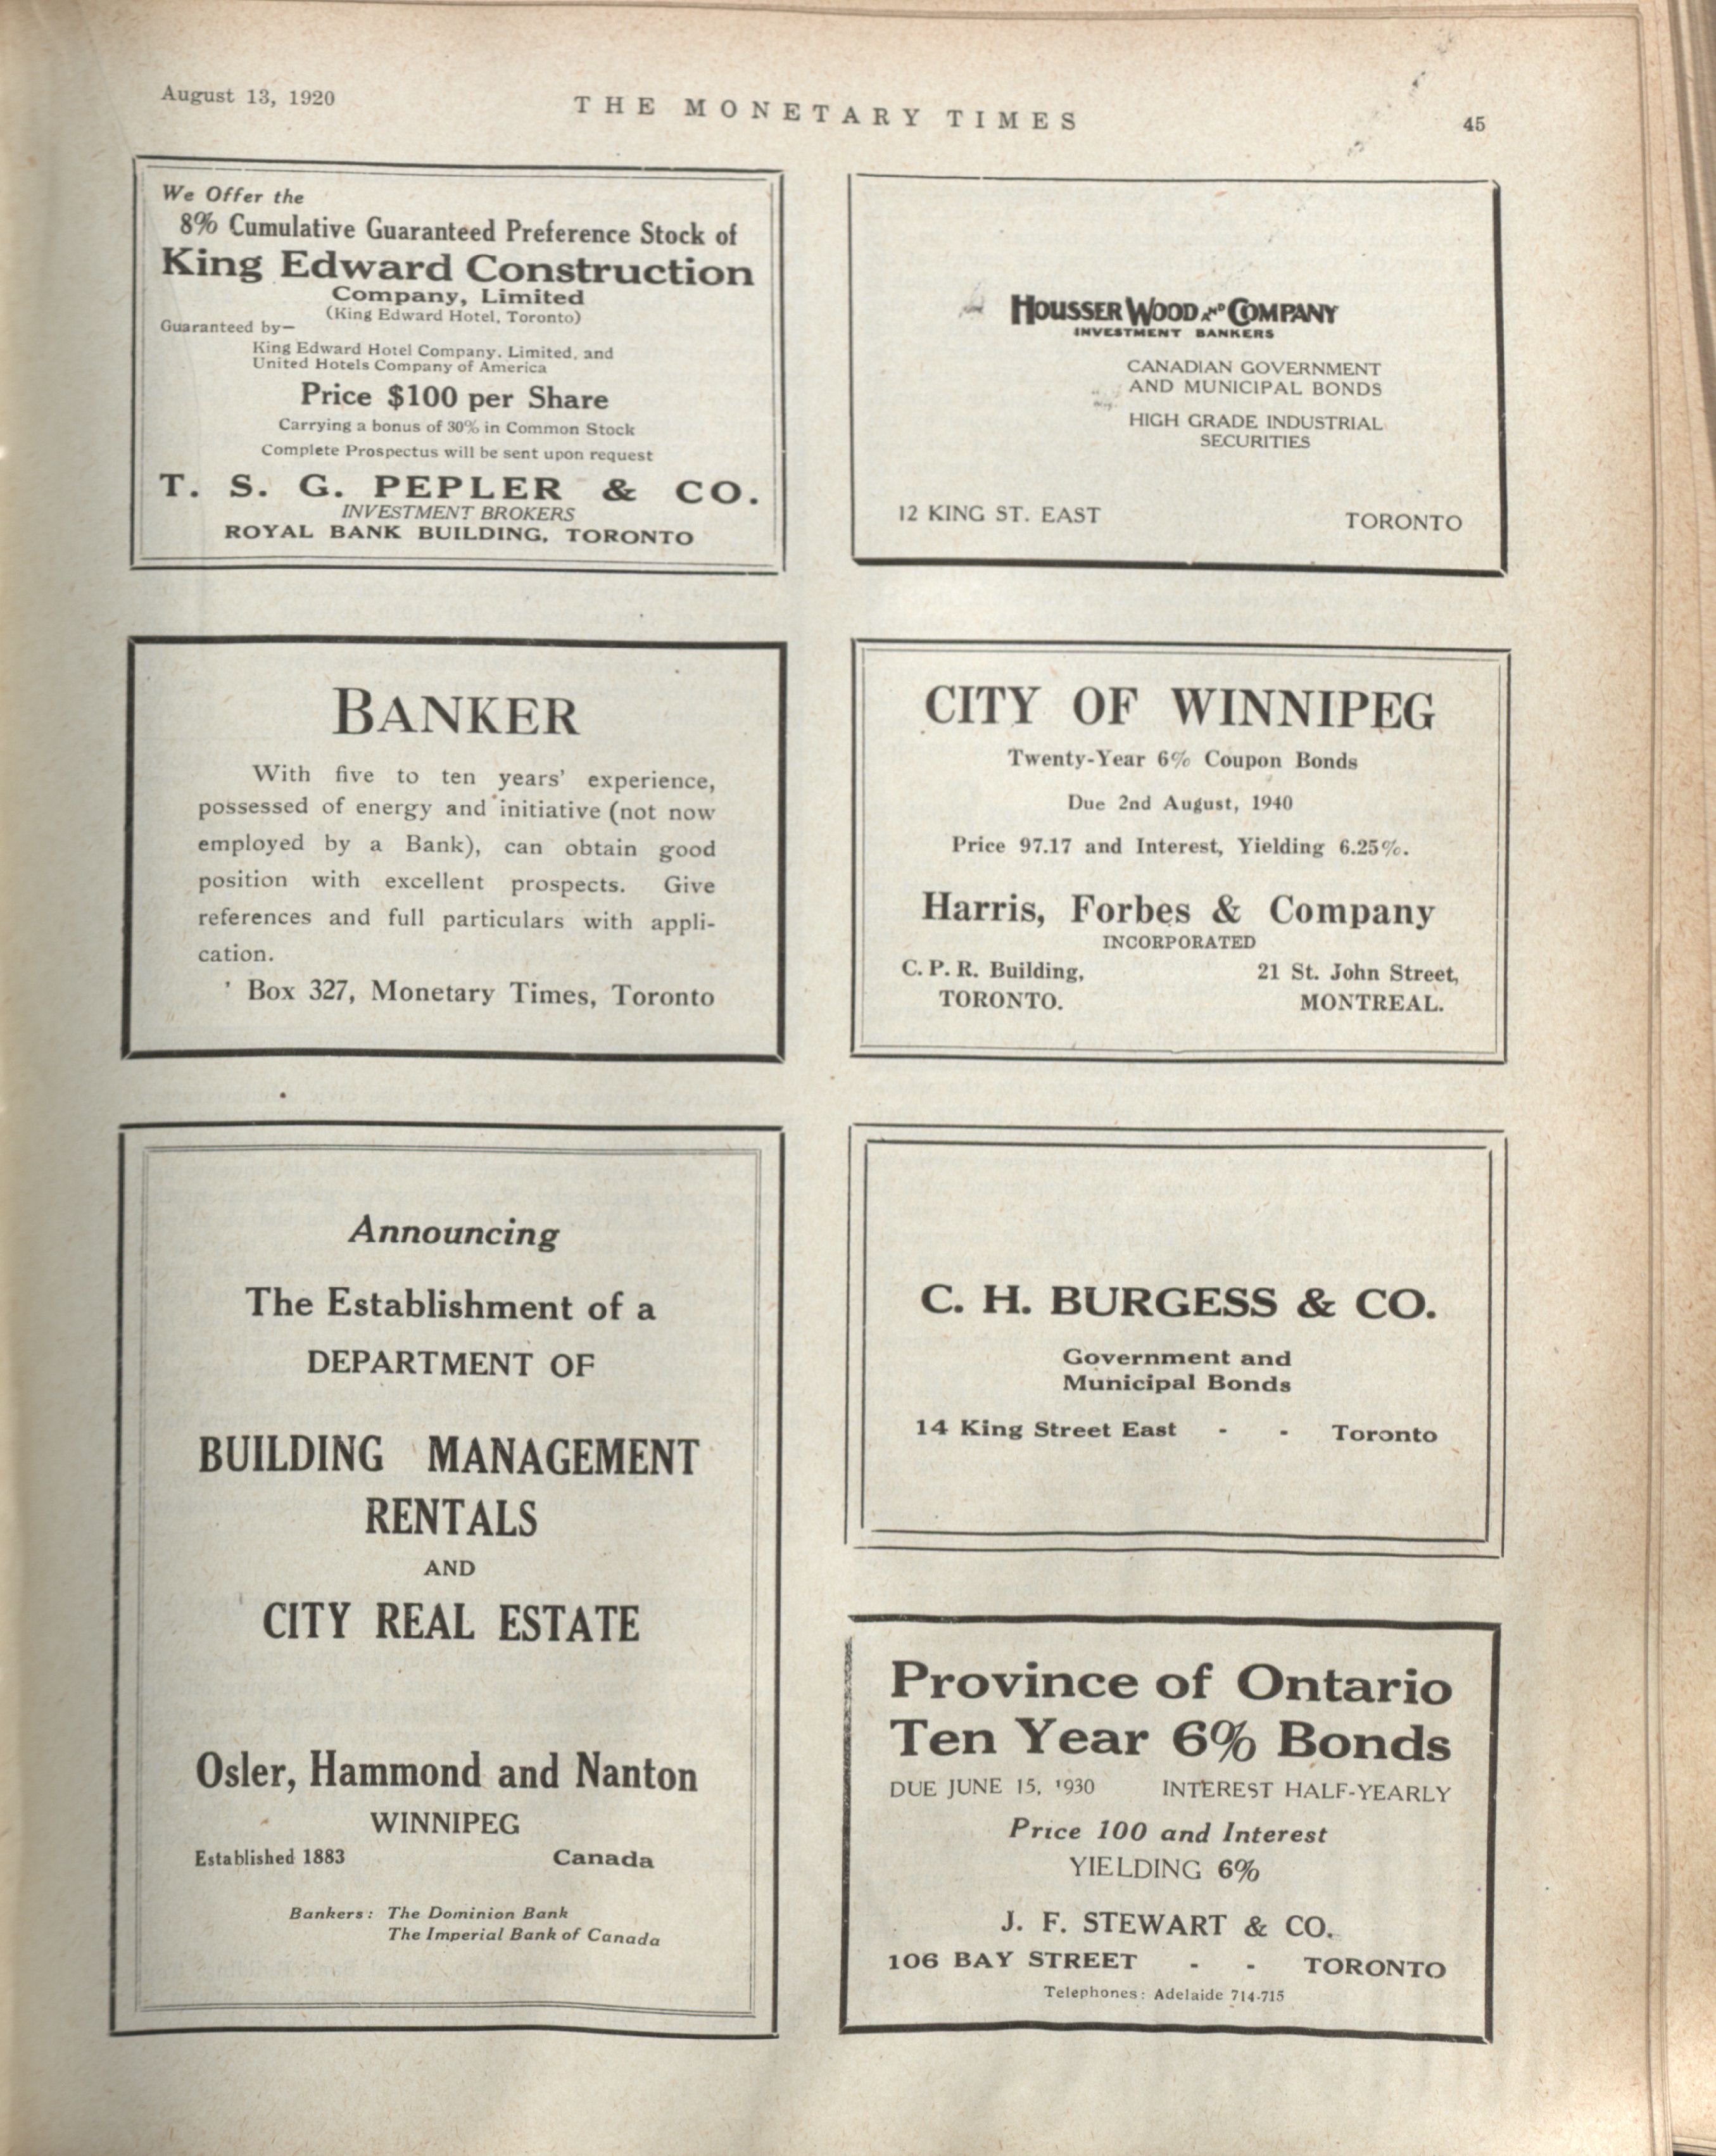 August 13, 1920
THE MONETARY TIMES
45
We Offer the
8% Cumulative Guaranteed Preference Stock of
King Edward Construction
Company, Limited
(King Edward Hotel, Toronto)
Guaranteed by—
King Edward Hotel Company, Limited, and
United Hotels Company of America
Price $100 per Share
Carrying a bonus of 30% in Common Stock
Complete Prospectus will be sent upon request
T. S. G. PEPLER & CO.
INVESTMENT BROKERS
ROYAL BANK BUILDING, TORONTO
HOUSSER WOOD AND COMPANY
INVESTMENT BANKERS
CANADIAN GOVERNMENT
AND MUNICIPAL BONDS
HIGH GRADE INDUSTRIAL
SECURITIES
12 KING ST. EAST TORONTO
BANKER
With five to ten years' experience,
possessed of energy and initiative (not now
employed by a Bank), can obtain good
position with excellent prospects. Give
references and full particulars with appli-
cation.
Box 327, Monetary Times, Toronto
CITY OF WINNIPEG
Twenty-Year 6% Coupon Bonds
Due 2nd August, 1940
Price 97.17 and Interest, Yielding 6.25%.
Harris, Forbes & Company
INCORPORATED
C. P. R. Building, 21 St. John Street,
TORONTO. MONTREAL.
Announcing
The Establishment of a
DEPARTMENT OF
BUILDING MANAGEMENT
RENTALS
AND
CITY REAL ESTATE
Osler, Hammond and Nanton
WINNIPEG
Established 1883 Canada
Bankers: The Dominion Bank
The Imperial Bank of Canada
C. H. BURGESS & CO.
Government and
Municipal Bonds
14 King Street East - - Toronto
Province of Ontario
Ten Year 6% Bonds
DUE JUNE 15, 1930 INTEREST HALF-YEARLY
Price 100 and Interest
YIELDING 6%
J. F. STEWART & CO.
106 BAY STREET - - TORONTO
Telephones: Adelaide 714-715